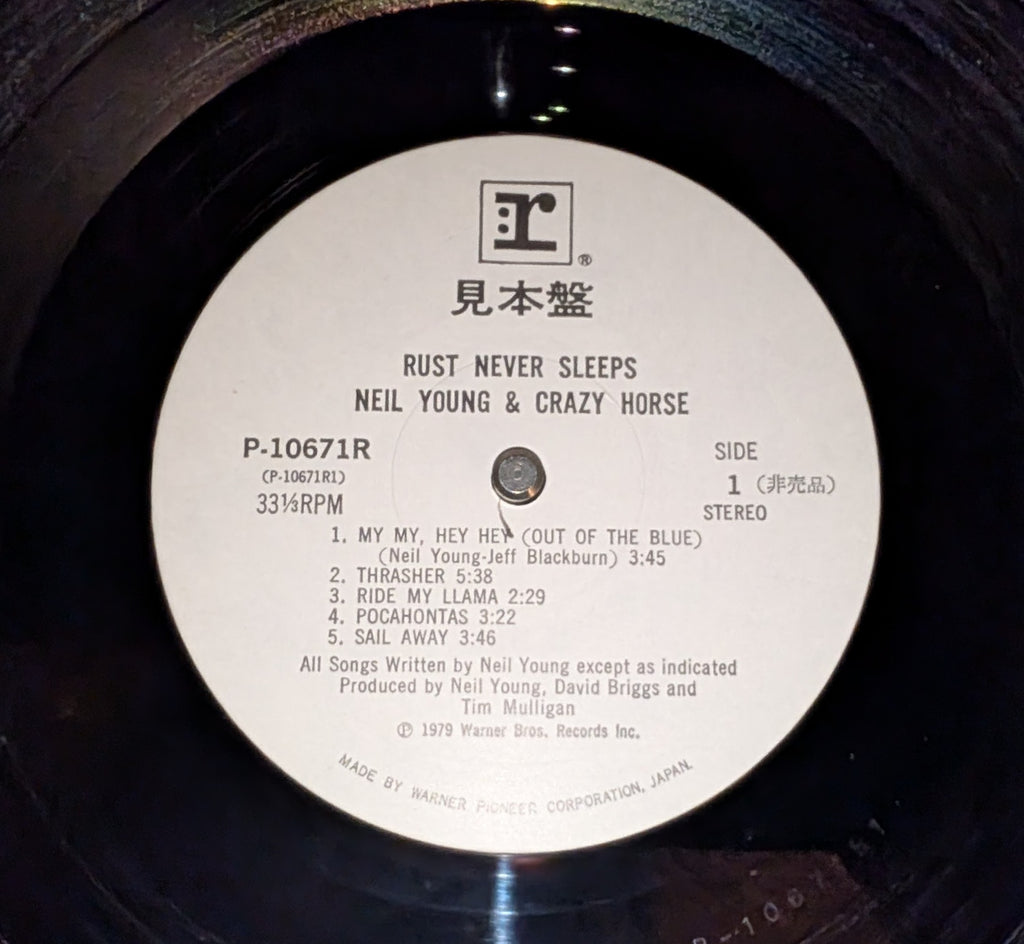 r
®
見本盤
RUST NEVER SLEEPS
NEIL YOUNG & CRAZY HORSE
P-10671R
(P-10671R1)
33⅓RPM
SIDE
1 (非売品)
STEREO
1. MY MY, HEY HEY (OUT OF THE BLUE)
(Neil Young-Jeff Blackburn) 3:45
2. THRASHER 5:38
3. RIDE MY LLAMA 2:29
4. POCAHONTAS 3:22
5. SAIL AWAY 3:46
All Songs Written by Neil Young except as indicated
Produced by Neil Young, David Briggs and
Tim Mulligan
℗ 1979 Warner Bros. Records Inc.
MADE BY WARNER PIONEER CORPORATION, JAPAN.